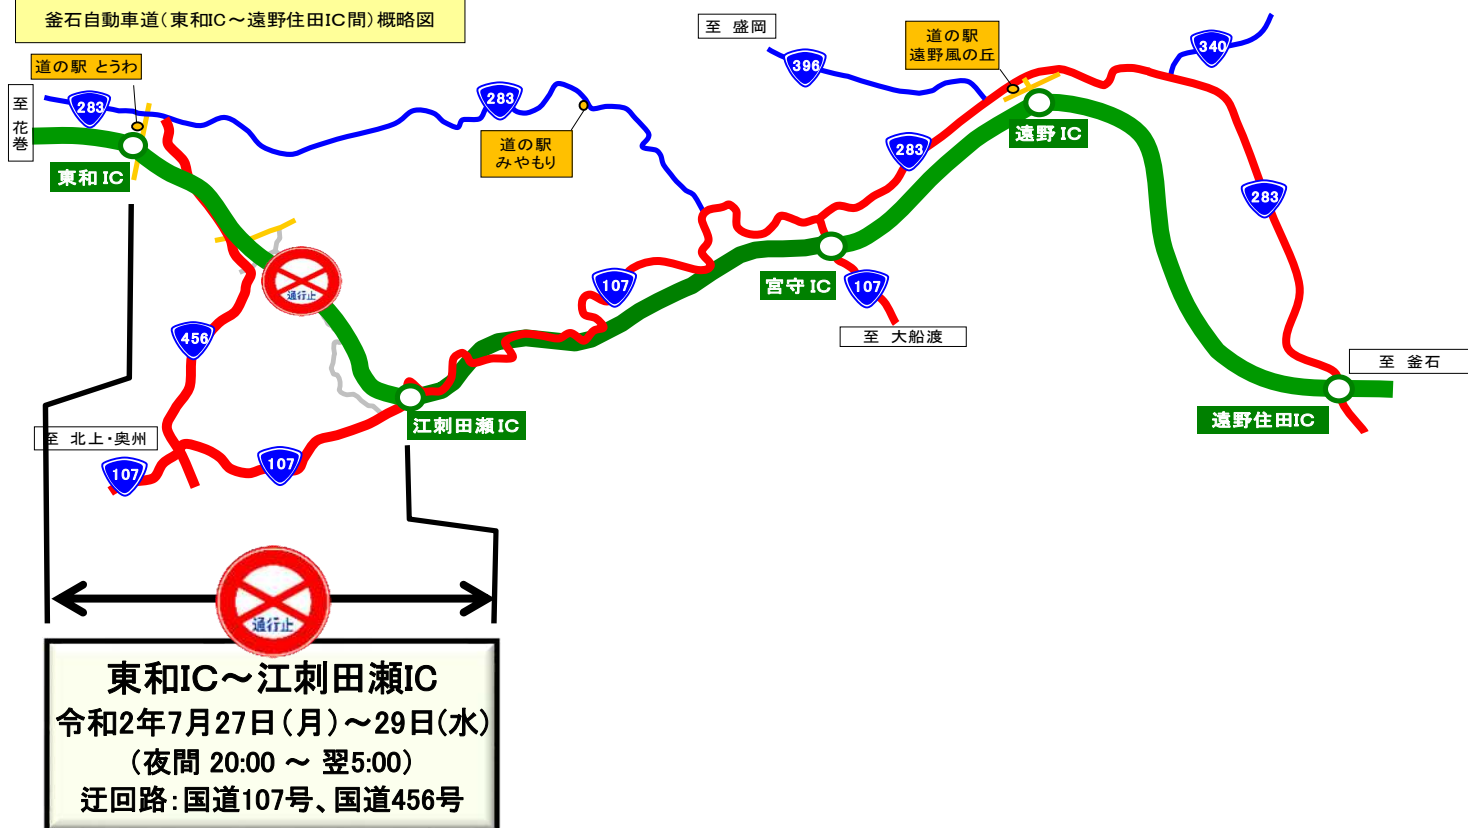 釜石自動車道（東和IC～遠野住田IC間）概略図
至 盛岡
道の駅
遠野風の丘
340
396
道の駅 とうわ
至 花巻
283
283
道の駅
みやもり
283
遠野 IC
東和 IC
283
通行止
107
宮守 IC
107
至 大船渡
456
至 釜石
江刺田瀬 IC
遠野住田IC
至 北上・奥州
107
107
通行止
東和IC～江刺田瀬IC
令和2年7月27日（月）～29日(水)
（夜間 20:00 ～ 翌5:00）
迂回路：国道107号、国道456号